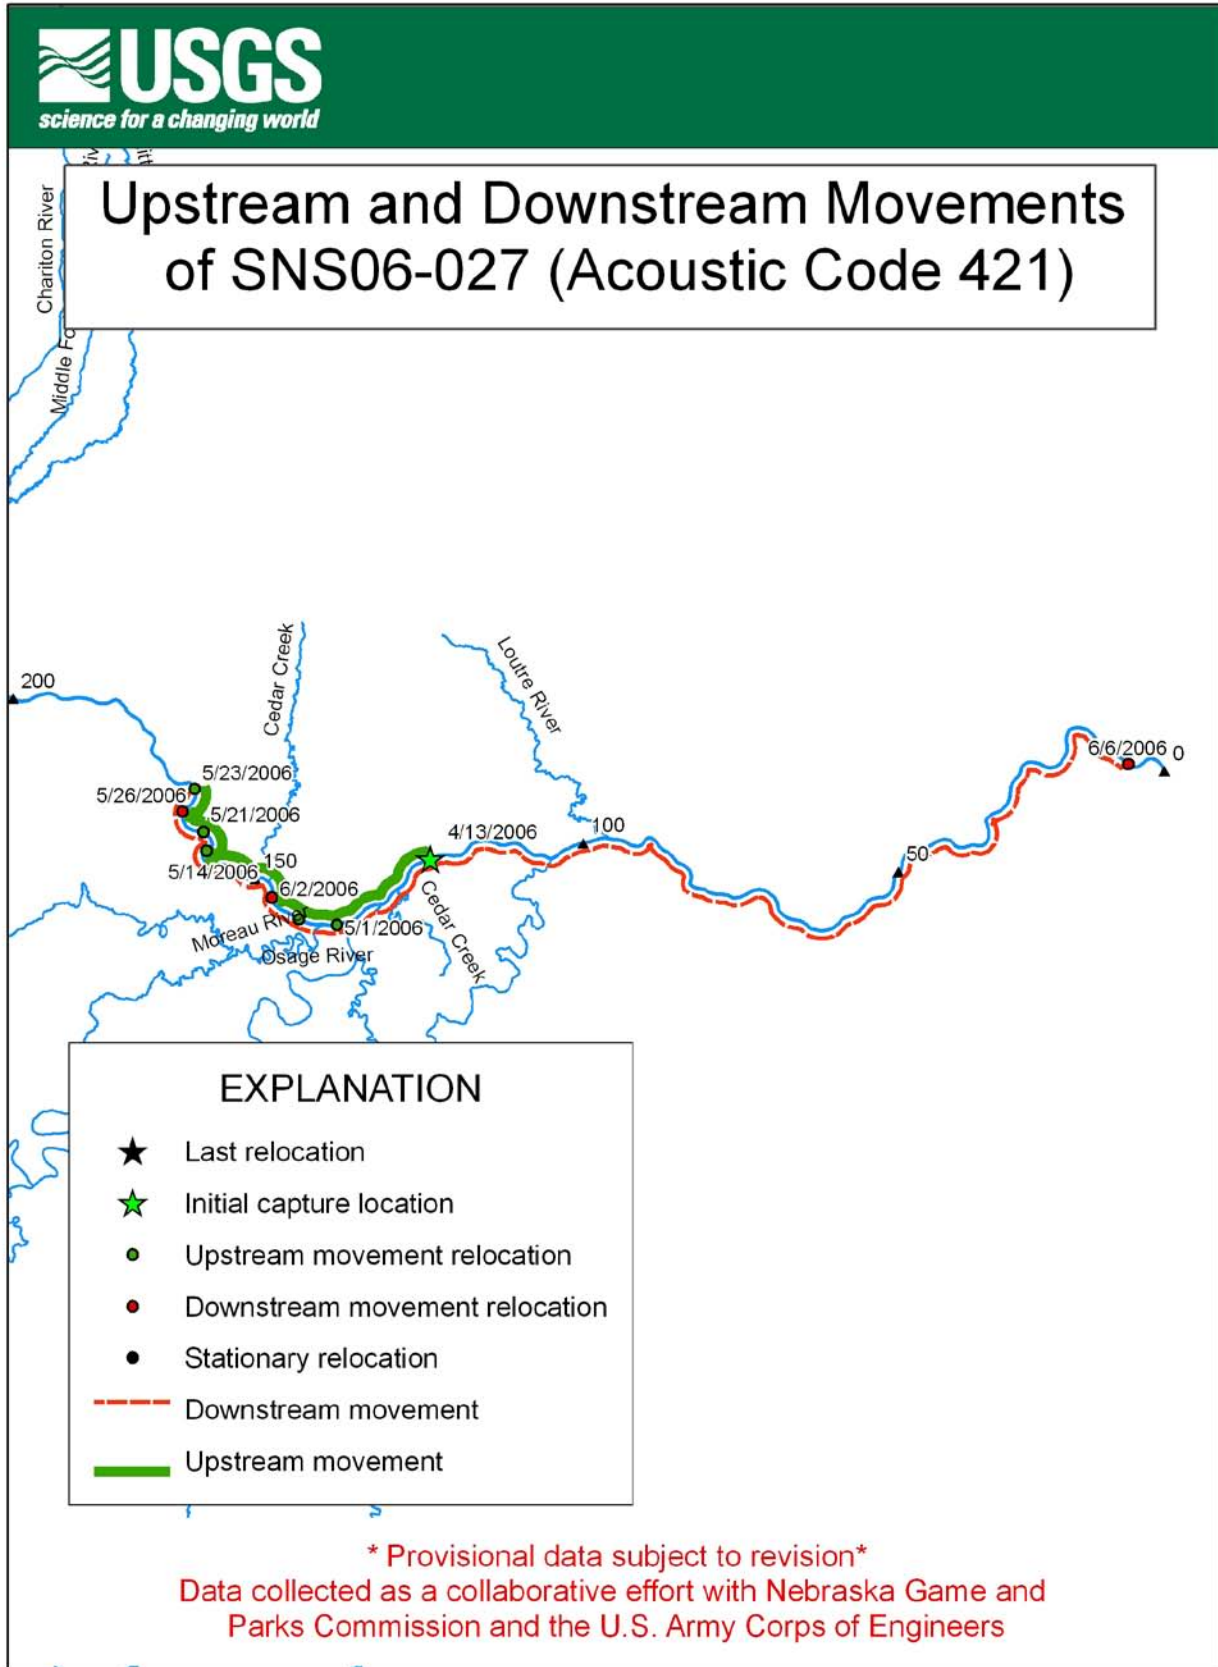 USGS
science for a changing world
Upstream and Downstream Movements
of SNS06-027 (Acoustic Code 421)
Chariton River
Middle
Cedar Creek
Loutre River
200
5/23/2006
5/26/2006
5/21/2006
5/14/2006
150
6/2/2006
5/1/2006
4/13/2006
100
50
6/6/2006
0
Moreau River
Osage River
Cedar Creek
EXPLANATION
Last relocation
Initial capture location
Upstream movement relocation
Downstream movement relocation
Stationary relocation
Downstream movement
Upstream movement
* Provisional data subject to revision*
Data collected as a collaborative effort with Nebraska Game and
Parks Commission and the U.S. Army Corps of Engineers